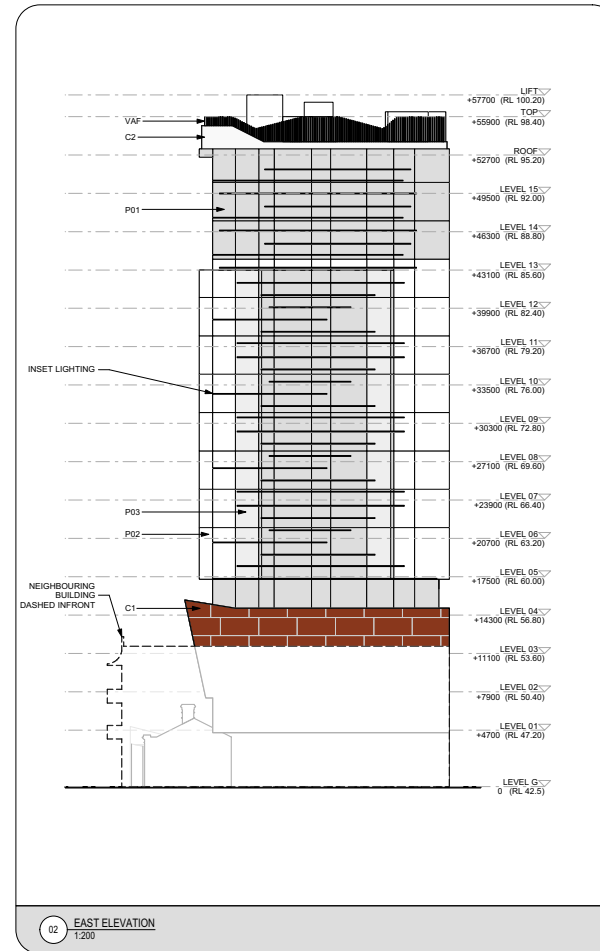 LIFT
+57700 (RL 100.20)
TOP
+55900 (RL 98.40)
VAF
C2
ROOF
+52700 (RL 95.20)
LEVEL 15
+49500 (RL 92.00)
P01
LEVEL 14
+46300 (RL 88.80)
LEVEL 13
+43100 (RL 85.60)
LEVEL 12
+39900 (RL 82.40)
LEVEL 11
+36700 (RL 79.20)
INSET LIGHTING
LEVEL 10
+33500 (RL 76.00)
LEVEL 09
+30300 (RL 72.80)
LEVEL 08
+27100 (RL 69.60)
LEVEL 07
+23900 (RL 66.40)
P03
P02
LEVEL 06
+20700 (RL 63.20)
LEVEL 05
+17500 (RL 60.00)
NEIGHBOURING
BUILDING
DASHED INFRONT
C1
LEVEL 04
+14300 (RL 56.80)
LEVEL 03
+11100 (RL 53.60)
LEVEL 02
+7900 (RL 50.40)
LEVEL 01
+4700 (RL 47.20)
LEVEL G
0 (RL 42.5)
02
EAST ELEVATION
1:200